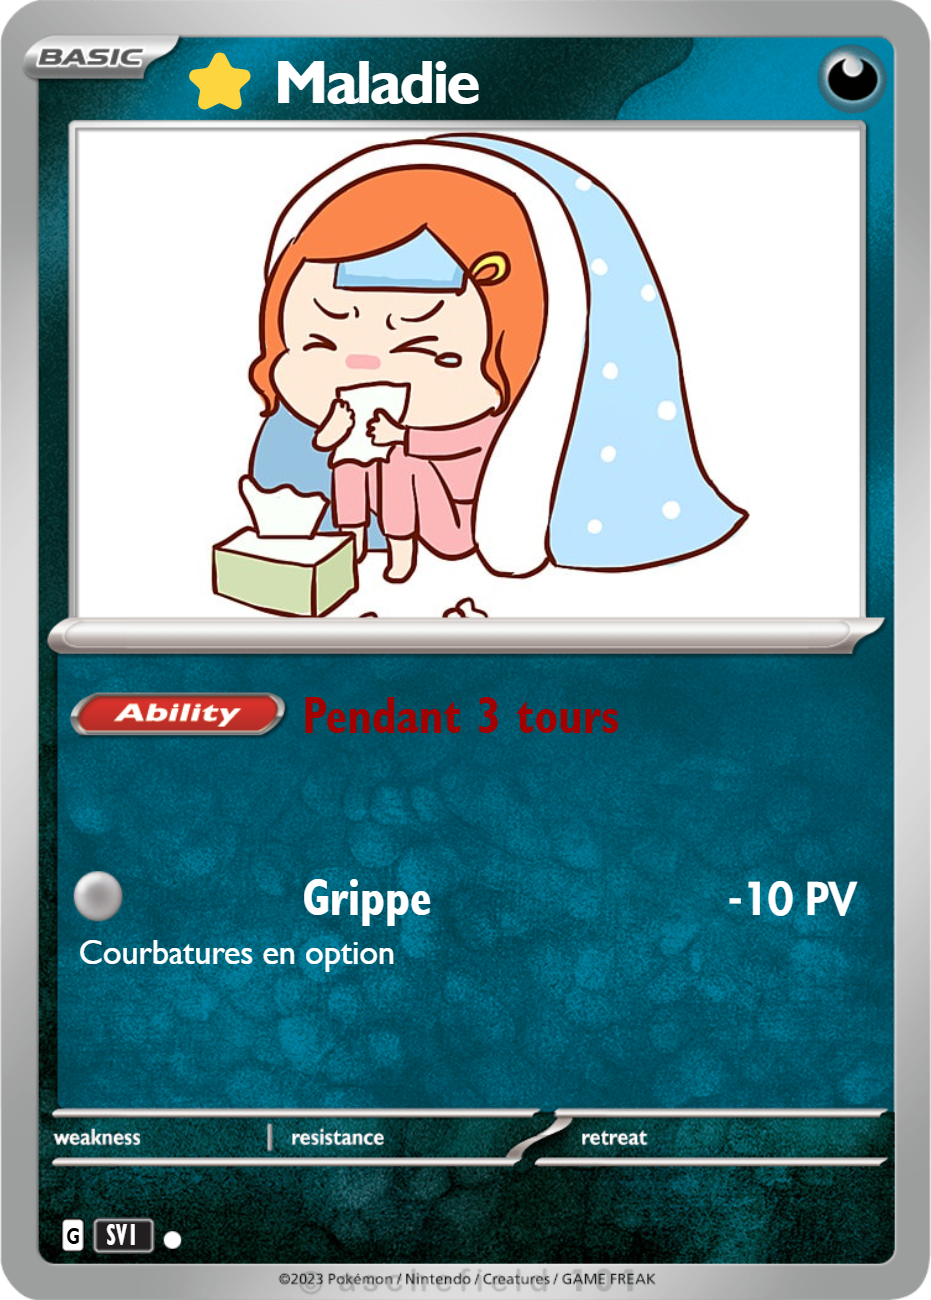 BASIC
Maladie
Ability Pendant 3 tours
Grippe -10 PV
Courbatures en option
weakness resistance retreat
G SVI
©2023 Pokémon / Nintendo / Creatures / GAME FREAK